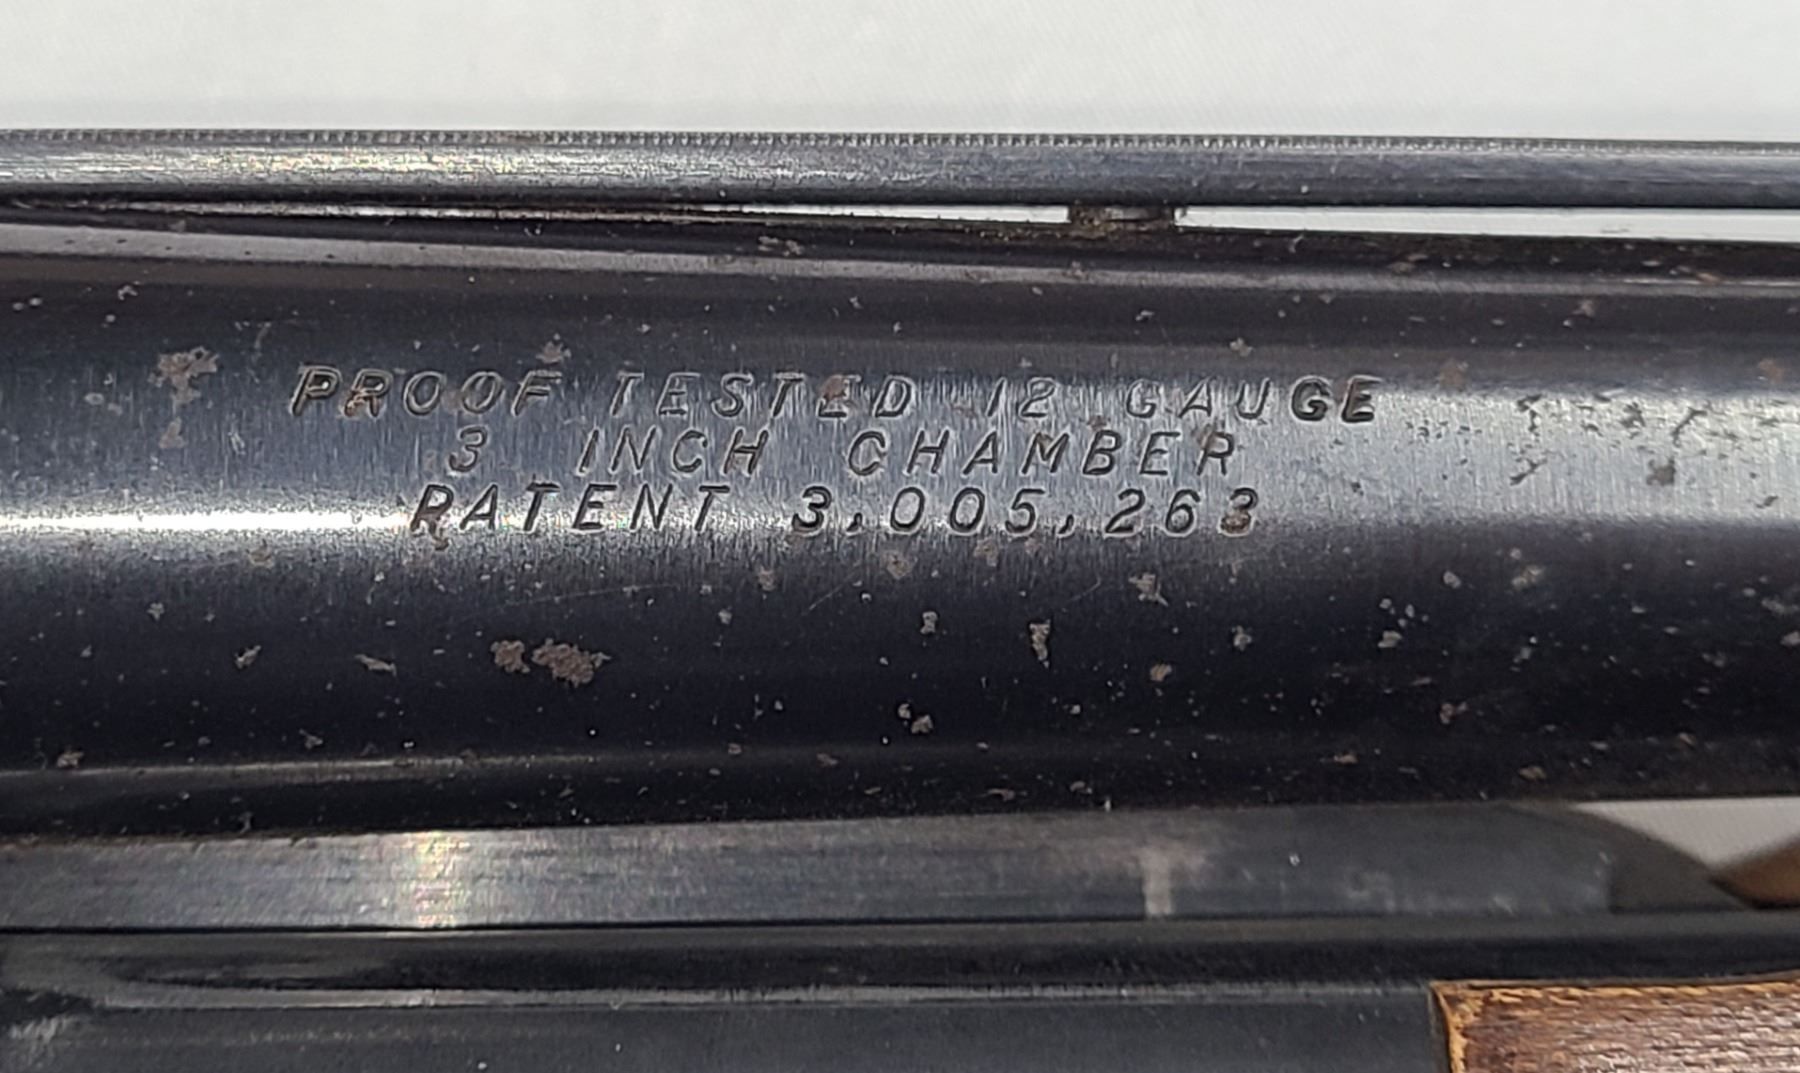 PROOF TESTED 12 GAUGE
3 INCH CHAMBER
PATENT 3,005,263